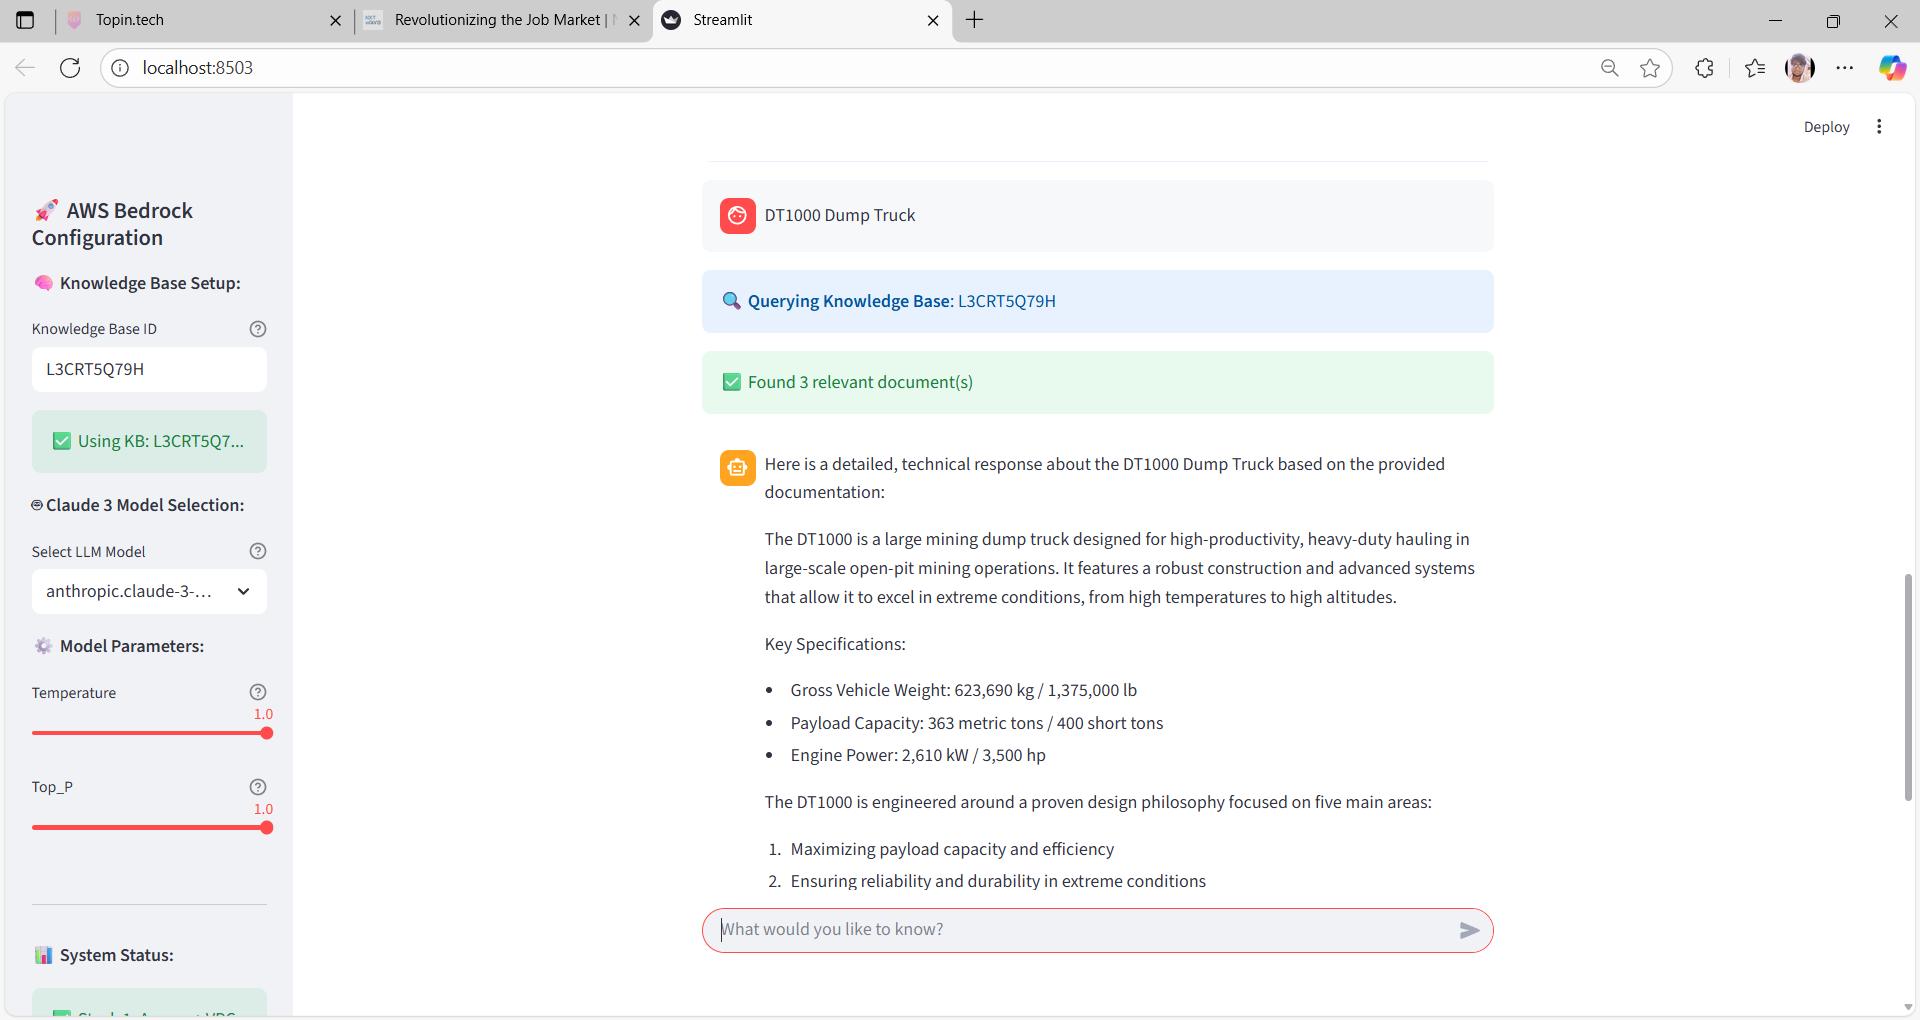 Topin.tech
Revolutionizing the Job Market |
Streamlit
localhost:8503
Deploy
AWS Bedrock
Configuration
Knowledge Base Setup:
Knowledge Base ID
L3CRT5Q79H
Using KB: L3CRT5Q7...
Claude 3 Model Selection:
Select LLM Model
anthropic.claude-3-...
Model Parameters:
Temperature
1.0
Top_P
1.0
System Status:
DT1000 Dump Truck
Querying Knowledge Base: L3CRT5Q79H
Found 3 relevant document(s)
Here is a detailed, technical response about the DT1000 Dump Truck based on the provided
documentation:
The DT1000 is a large mining dump truck designed for high-productivity, heavy-duty hauling in
large-scale open-pit mining operations. It features a robust construction and advanced systems
that allow it to excel in extreme conditions, from high temperatures to high altitudes.
Key Specifications:
• Gross Vehicle Weight: 623,690 kg / 1,375,000 lb
• Payload Capacity: 363 metric tons / 400 short tons
• Engine Power: 2,610 kW / 3,500 hp
The DT1000 is engineered around a proven design philosophy focused on five main areas:
1. Maximizing payload capacity and efficiency
2. Ensuring reliability and durability in extreme conditions
What would you like to know?